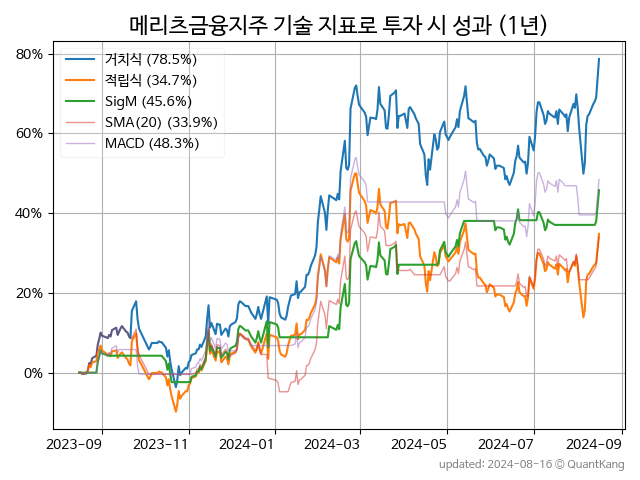 메리츠금융지주 기술 지표로 투자 시 성과 (1년)
80%
60%
40%
20%
0%
거치식 (78.5%)
적립식 (34.7%)
SigM (45.6%)
SMA(20) (33.9%)
MACD (48.3%)
2023-09 2023-11 2024-01 2024-03 2024-05 2024-07 2024-09
updated: 2024-08-16 © QuantKang